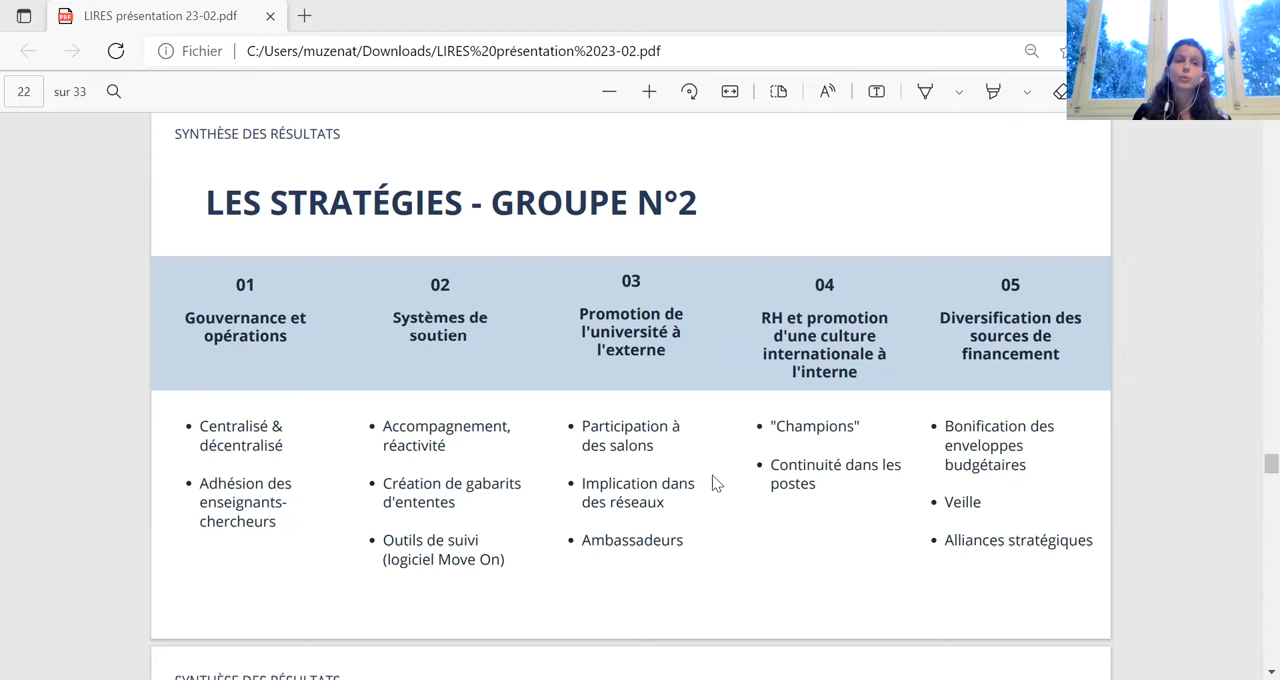 LIRES présentation 23-02.pdf
Fichier
C:/Users/muzenat/Downloads/LIRES%20présentation%2023-02.pdf
22
sur 33
SYNTHÈSE DES RÉSULTATS
LES STRATÉGIES - GROUPE N°2
01
Gouvernance et
opérations
02
Systèmes de
soutien
03
Promotion de
l'université à
l'externe
04
RH et promotion
d'une culture
internationale à
l'interne
05
Diversification des
sources de
financement
• Centralisé &
décentralisé
• Adhésion des
enseignants-
chercheurs
• Accompagnement,
réactivité
• Création de gabarits
d'ententes
• Outils de suivi
(logiciel Move On)
• Participation à
des salons
• Implication dans
des réseaux
• Ambassadeurs
• "Champions"
• Continuité dans les
postes
• Bonification des
enveloppes
budgétaires
• Veille
• Alliances stratégiques
SYNTHÈSE DES RÉSULTATS